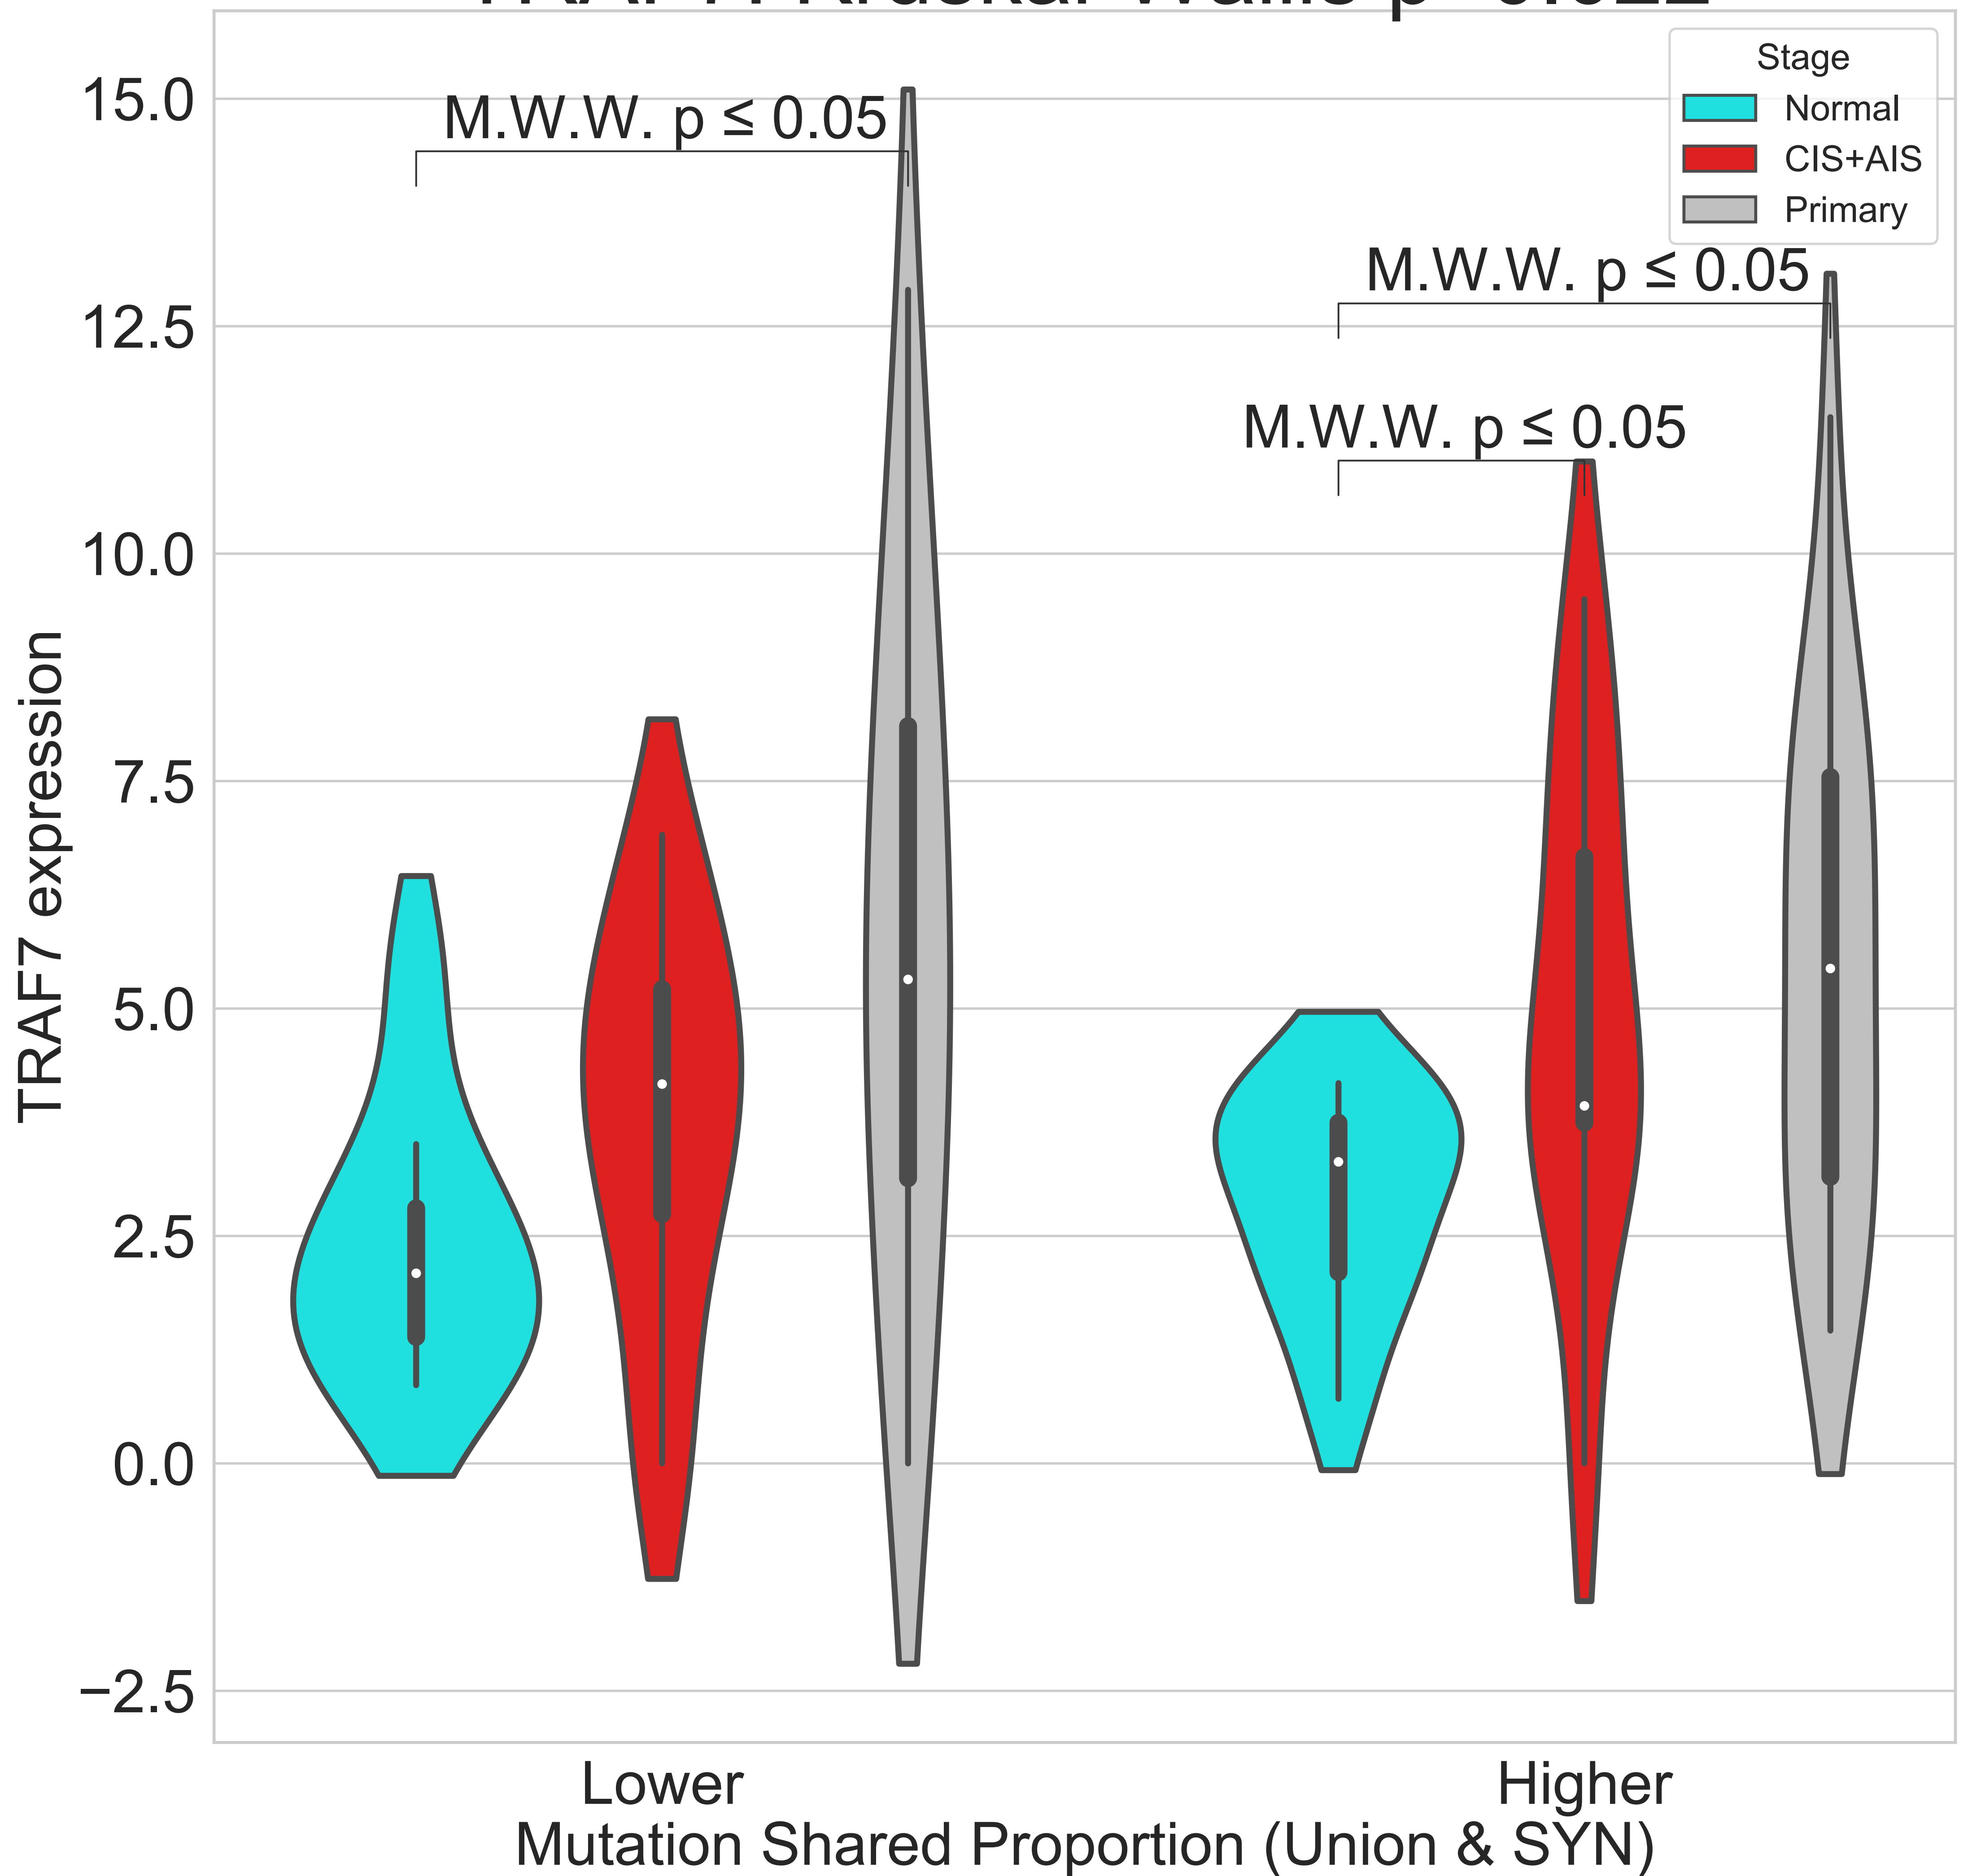 Stage
Normal
CIS+AIS
Primary
M.W.W. p ≤ 0.05
M.W.W. p ≤ 0.05
M.W.W. p ≤ 0.05
15.0
12.5
10.0
7.5
5.0
2.5
0.0
−2.5
TRAF7 expression
Lower
Higher
Mutation Shared Proportion (Union & SYN)